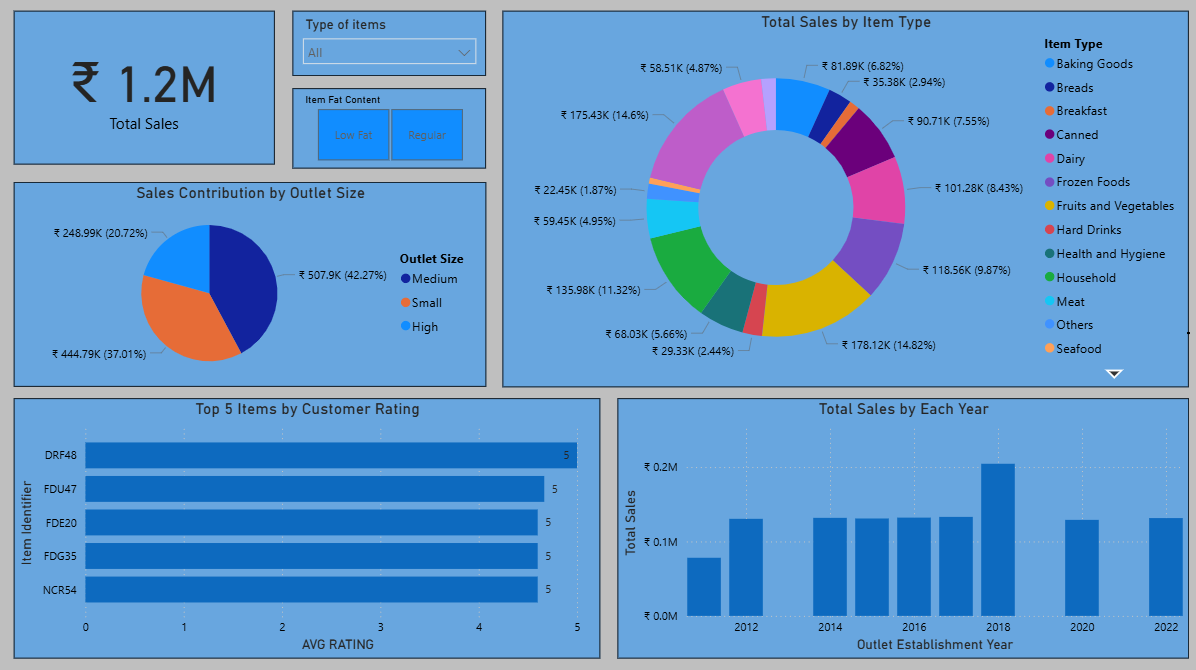 ₹ 1.2M
Total Sales
Type of items
All
Item Fat Content
Low Fat
Regular
Sales Contribution by Outlet Size
₹ 248.99K (20.72%)
₹ 507.9K (42.27%)
₹ 444.79K (37.01%)
Outlet Size
Medium
Small
High
Total Sales by Item Type
₹ 58.51K (4.87%)
₹ 81.89K (6.82%)
₹ 35.38K (2.94%)
₹ 175.43K (14.6%)
₹ 90.71K (7.55%)
₹ 22.45K (1.87%)
₹ 101.28K (8.43%)
₹ 59.45K (4.95%)
₹ 118.56K (9.87%)
₹ 135.98K (11.32%)
₹ 68.03K (5.66%)
₹ 29.33K (2.44%)
₹ 178.12K (14.82%)
Item Type
Baking Goods
Breads
Breakfast
Canned
Dairy
Frozen Foods
Fruits and Vegetables
Hard Drinks
Health and Hygiene
Household
Meat
Others
Seafood
Top 5 Items by Customer Rating
Item Identifier
DRF48
5
FDU47
5
FDE20
5
FDG35
5
NCR54
5
0 1 2 3 4 5
AVG RATING
Total Sales by Each Year
Total Sales
₹ 0.2M
₹ 0.1M
₹ 0.0M
2012 2014 2016 2018 2020 2022
Outlet Establishment Year